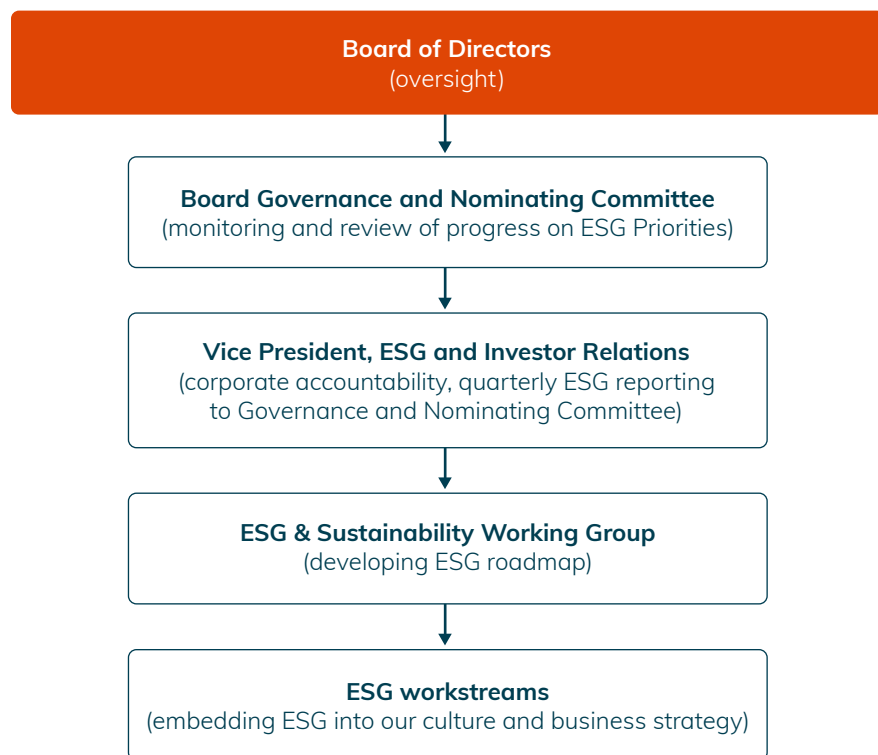 Board of Directors
(oversight)
Board Governance and Nominating Committee
(monitoring and review of progress on ESG Priorities)
Vice President, ESG and Investor Relations
(corporate accountability, quarterly ESG reporting
to Governance and Nominating Committee)
ESG & Sustainability Working Group
(developing ESG roadmap)
ESG workstreams
(embedding ESG into our culture and business strategy)